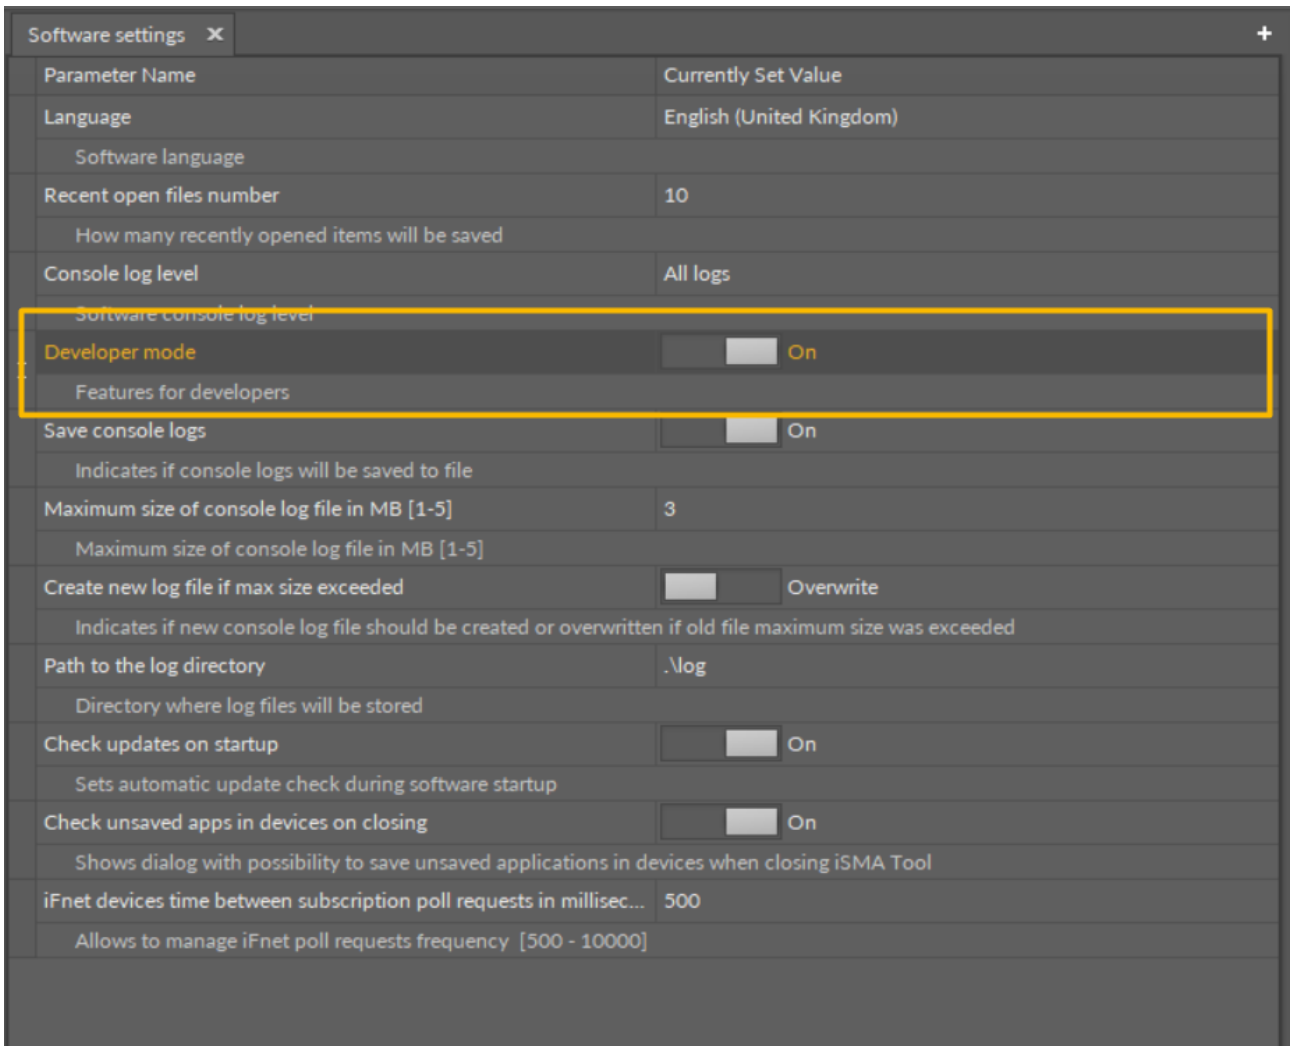 Software settings
Parameter Name Currently Set Value
Language English (United Kingdom)
Software language
Recent open files number 10
How many recently opened items will be saved
Console log level All logs
Software console log level
Developer mode On
Features for developers
Save console logs On
Indicates if console logs will be saved to file
Maximum size of console log file in MB [1-5] 3
Maximum size of console log file in MB [1-5]
Create new log file if max size exceeded Overwrite
Indicates if new console log file should be created or overwritten if old file maximum size was exceeded
Path to the log directory .\log
Directory where log files will be stored
Check updates on startup On
Sets automatic update check during software startup
Check unsaved apps in devices on closing On
Shows dialog with possibility to save unsaved applications in devices when closing iSMA Tool
iFnet devices time between subscription poll requests in millisec... 500
Allows to manage iFnet poll requests frequency [500 - 10000]